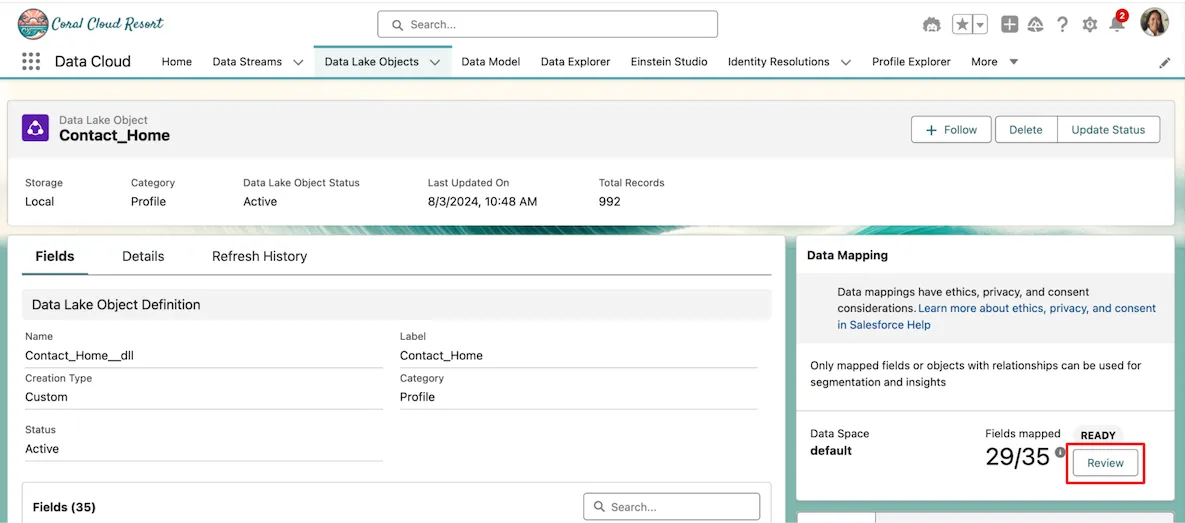 Coral Cloud Resort
Search...
2
Data Cloud
Home
Data Streams
Data Lake Objects
Data Model
Data Explorer
Einstein Studio
Identity Resolutions
Profile Explorer
More
Data Lake Object
Contact_Home
Follow
Delete
Update Status
Storage
Category
Data Lake Object Status
Last Updated On
Total Records
Local
Profile
Active
8/3/2024, 10:48 AM
992
Fields
Details
Refresh History
Data Lake Object Definition
Name
Label
Contact_Home__dll
Contact_Home
Creation Type
Category
Custom
Profile
Status
Active
Fields (35)
Search...
Data Mapping
Data mappings have ethics, privacy, and consent
considerations. Learn more about ethics, privacy, and consent
in Salesforce Help
Only mapped fields or objects with relationships can be used for
segmentation and insights
Data Space
default
Fields mapped
29/35
READY
Review